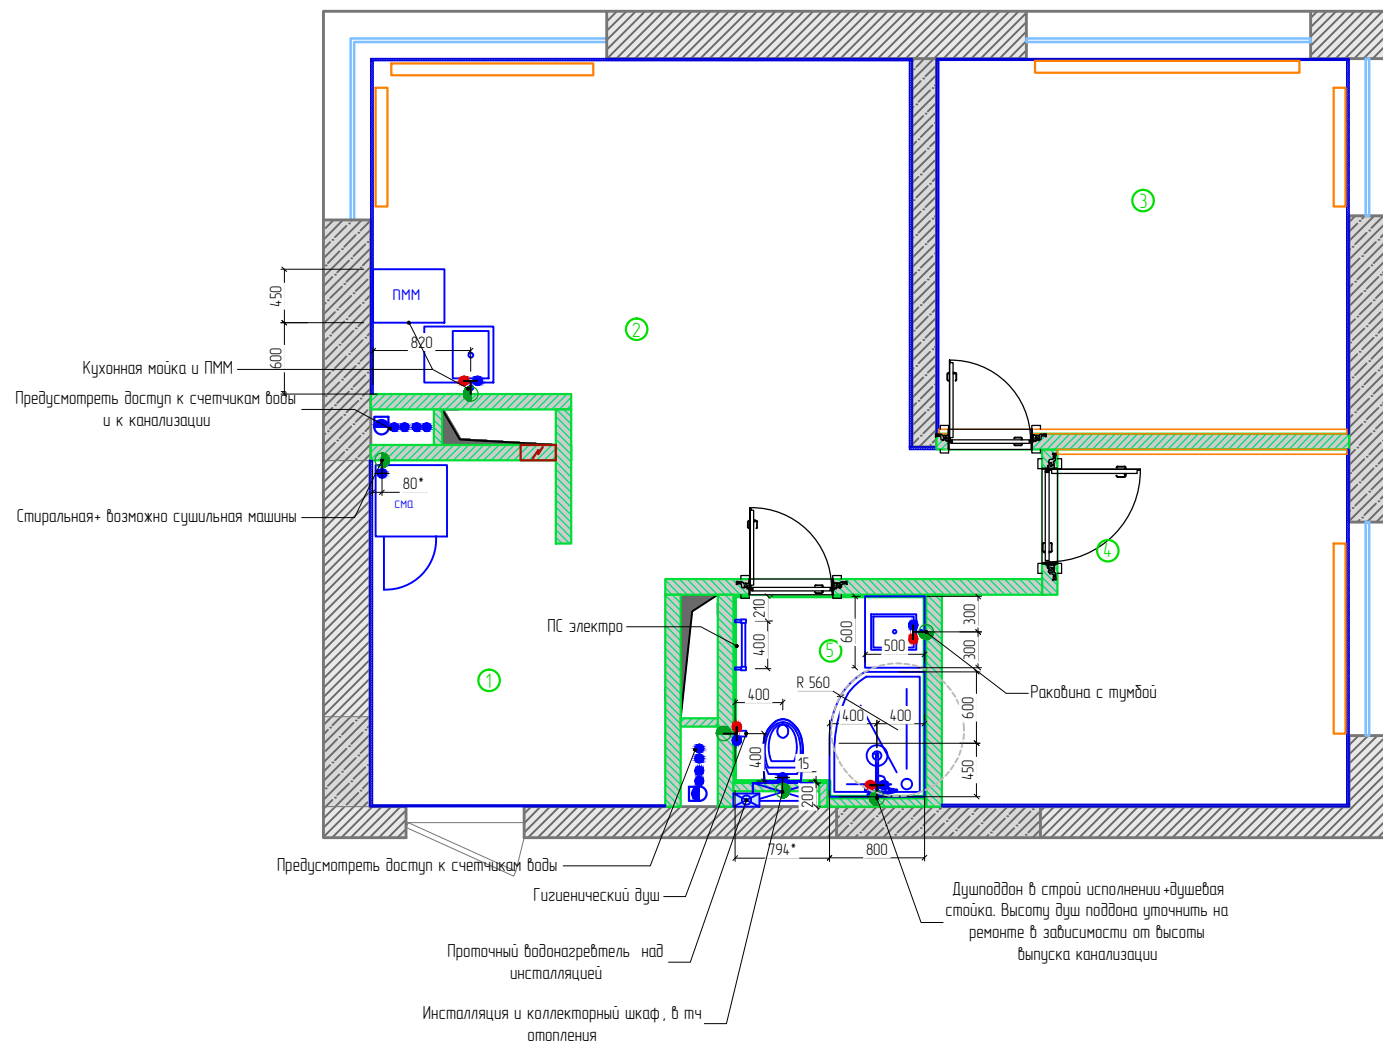 3
2
ПММ
450
600
820
Кухонная мойка и ПММ
Предусмотреть доступ к счетчикам воды
и к канализации
80*
сма
Стиральная+ возможно сушильная машины
4
210
400
600
500
300
300
ПС электро
5
1
R 560
400
400
400
600
Раковина с тумбой
400
15
200
450
794*
800
Предусмотреть доступ к счетчикам воды
Гигиенический душ
Душподдон в строй исполнении +душевая
стойка. Высоту душ поддона уточнить на
ремонте в зависимости от высоты
выпуска канализации
Проточный водонагревтель над
инсталляцией
Инсталляция и коллекторный шкаф, в тч
отопления